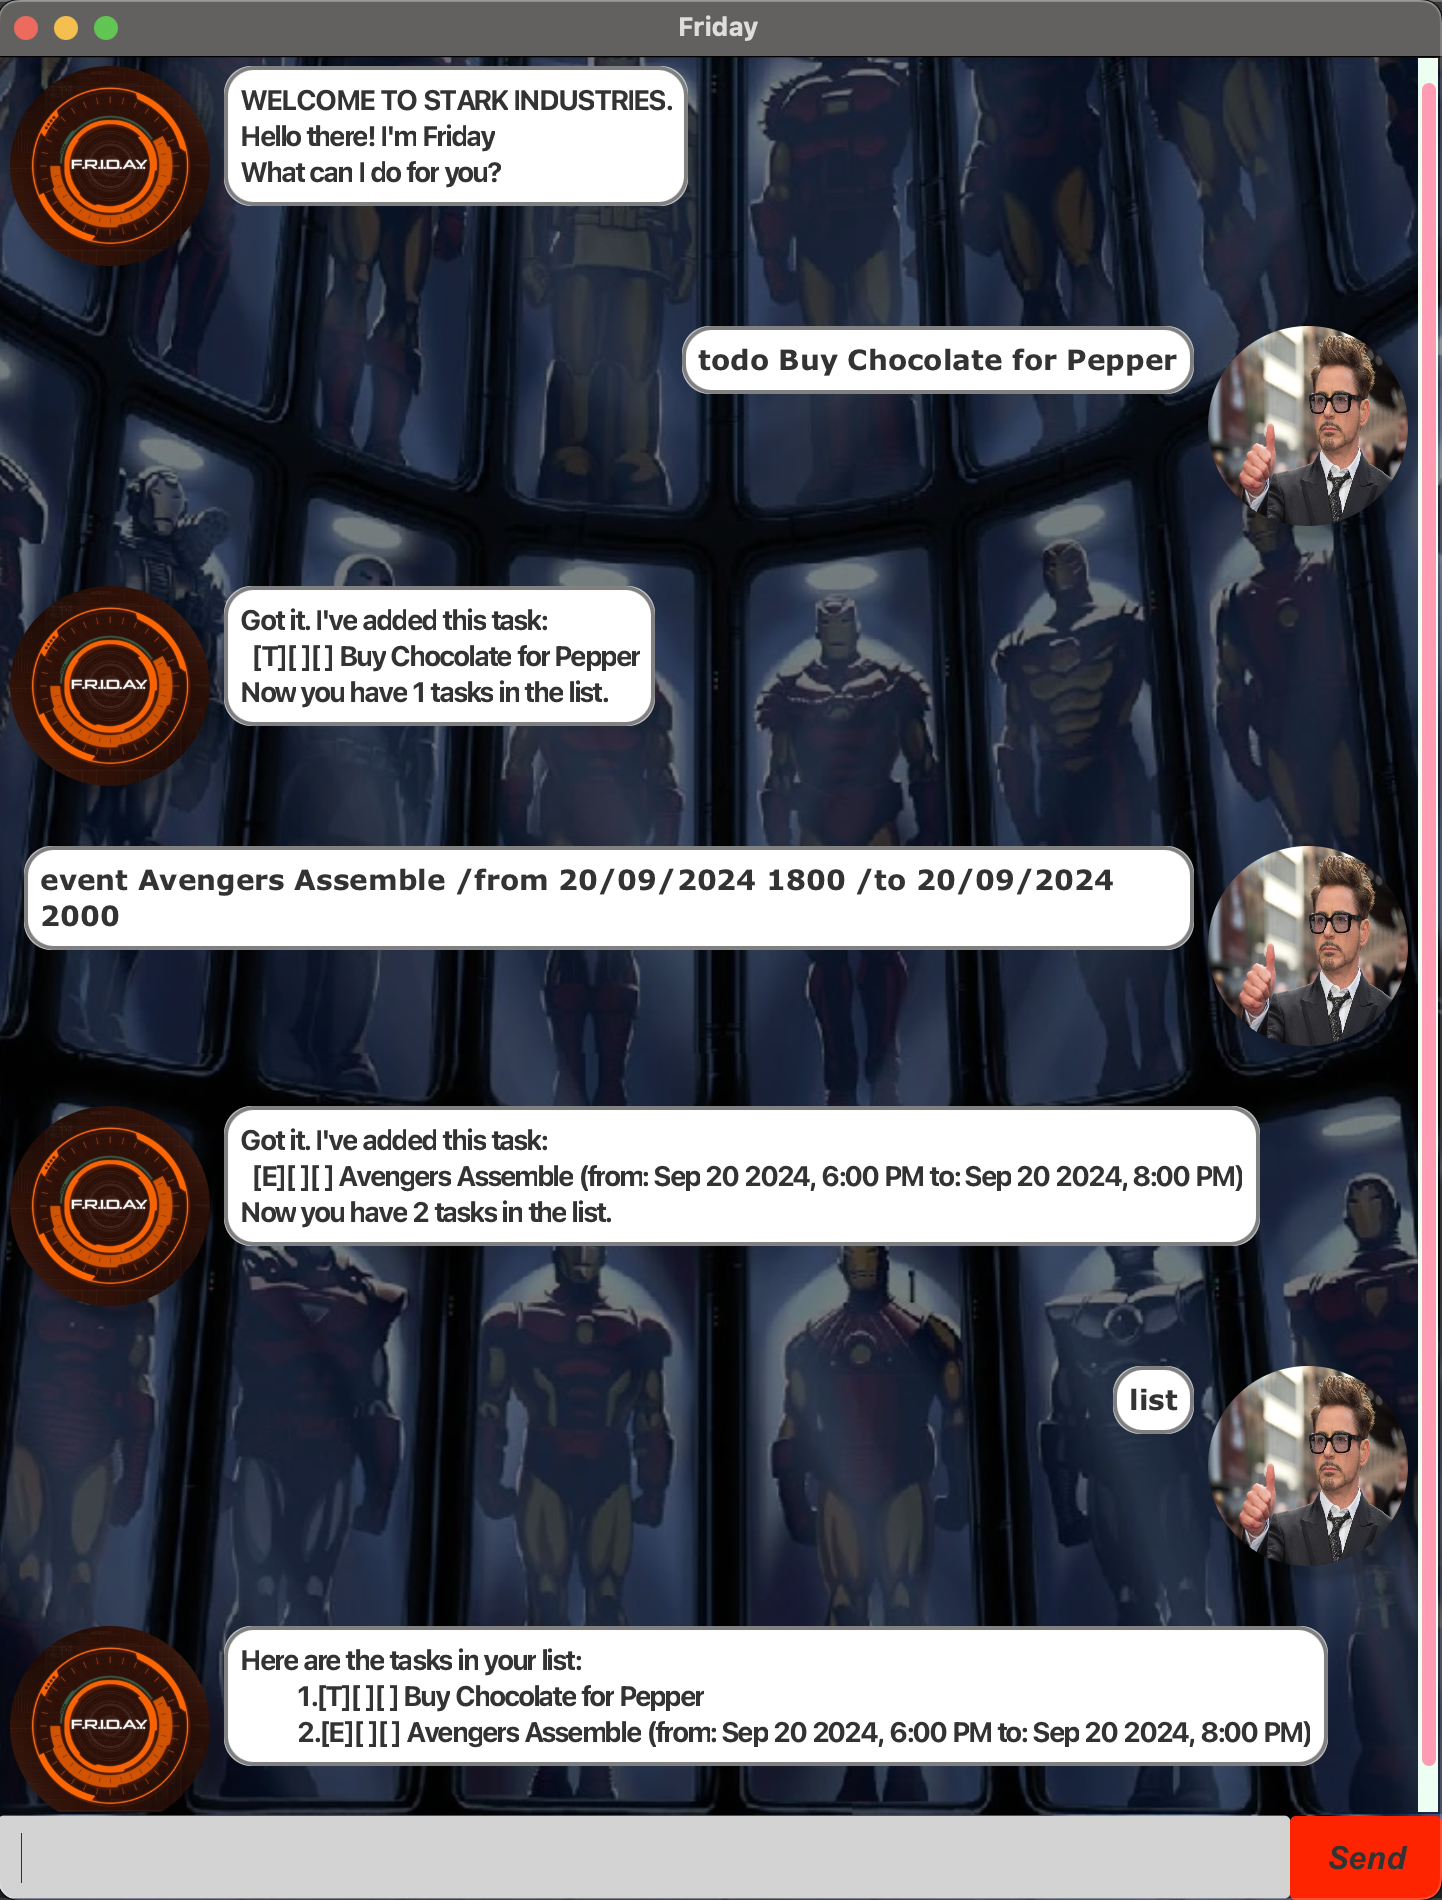 Friday
F.R.I.D.A.Y.
WELCOME TO STARK INDUSTRIES.
Hello there! I'm Friday
What can I do for you?
todo Buy Chocolate for Pepper
F.R.I.D.A.Y.
Got it. I've added this task:
[T][ ][ ] Buy Chocolate for Pepper
Now you have 1 tasks in the list.
event Avengers Assemble /from 20/09/2024 1800 /to 20/09/2024
2000
F.R.I.D.A.Y.
Got it. I've added this task:
[E][ ][ ] Avengers Assemble (from: Sep 20 2024, 6:00 PM to: Sep 20 2024, 8:00 PM)
Now you have 2 tasks in the list.
list
F.R.I.D.A.Y.
Here are the tasks in your list:
1.[T][ ][ ] Buy Chocolate for Pepper
2.[E][ ][ ] Avengers Assemble (from: Sep 20 2024, 6:00 PM to: Sep 20 2024, 8:00 PM)
Send